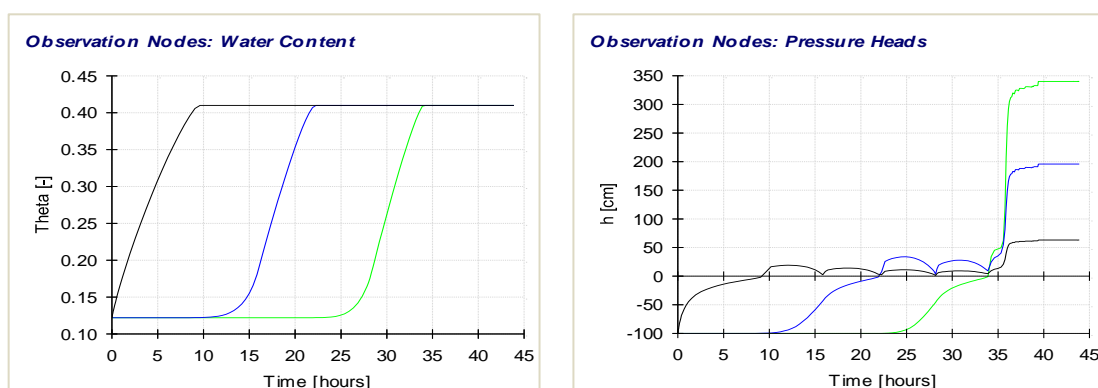 Observation Nodes: Water Content
0.45
0.40
0.35
0.30
0.25
0.20
0.15
0.10
Theta [-]
0 5 10 15 20 25 30 35 40 45
Time [hours]
Observation Nodes: Pressure Heads
350
300
250
200
150
100
50
0
-50
-100
h [cm]
0 5 10 15 20 25 30 35 40 45
Time [hours]